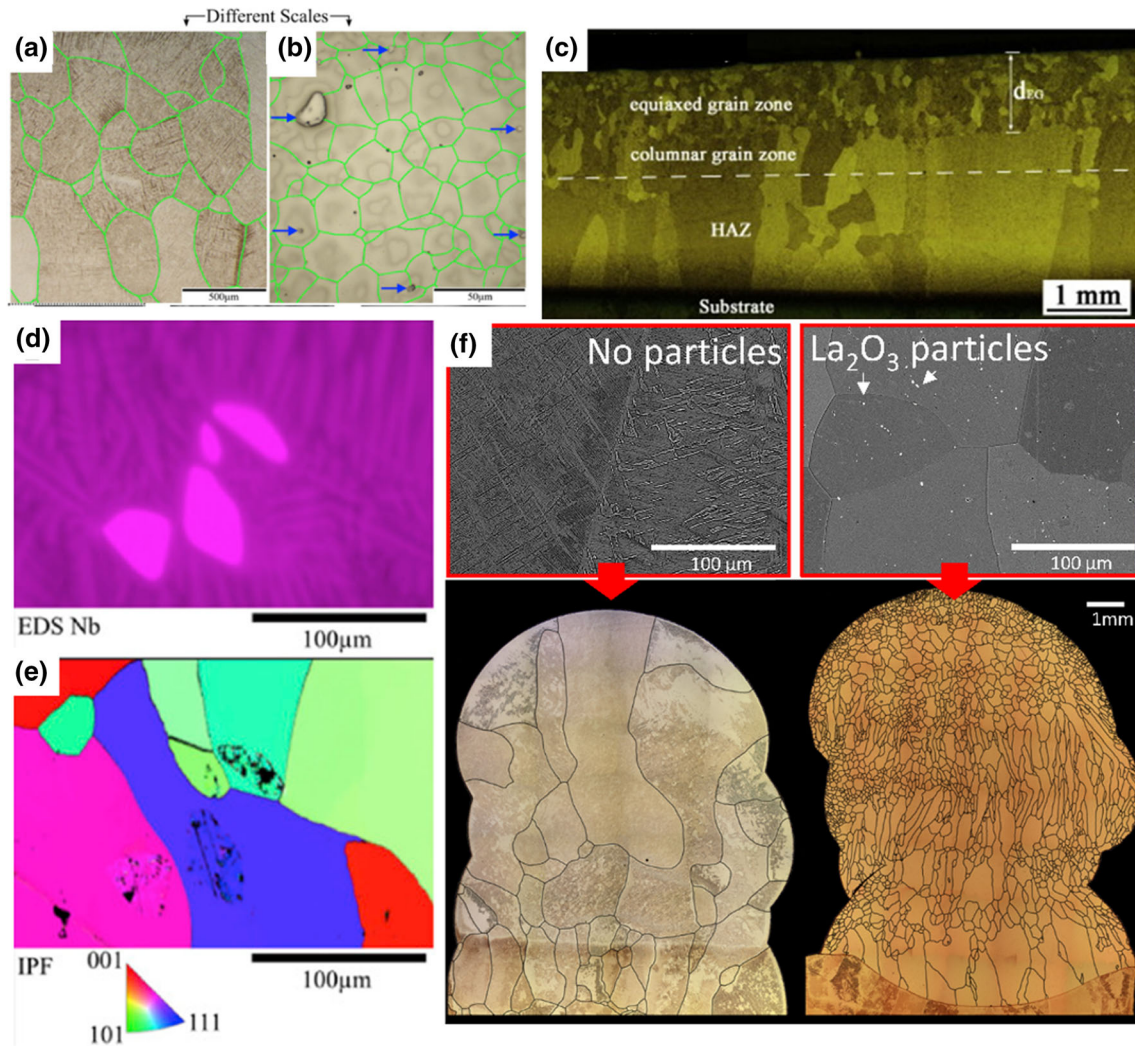 Different Scales
(a)
(b)
500µm
50µm
(c)
equiaxed grain zone
dEQ
columnar grain zone
HAZ
Substrate
1 mm
(d)
EDS Nb
100µm
(e)
IPF
001
101
111
100µm
(f)
No particles
100 µm
La₂O₃ particles
100 µm
1mm